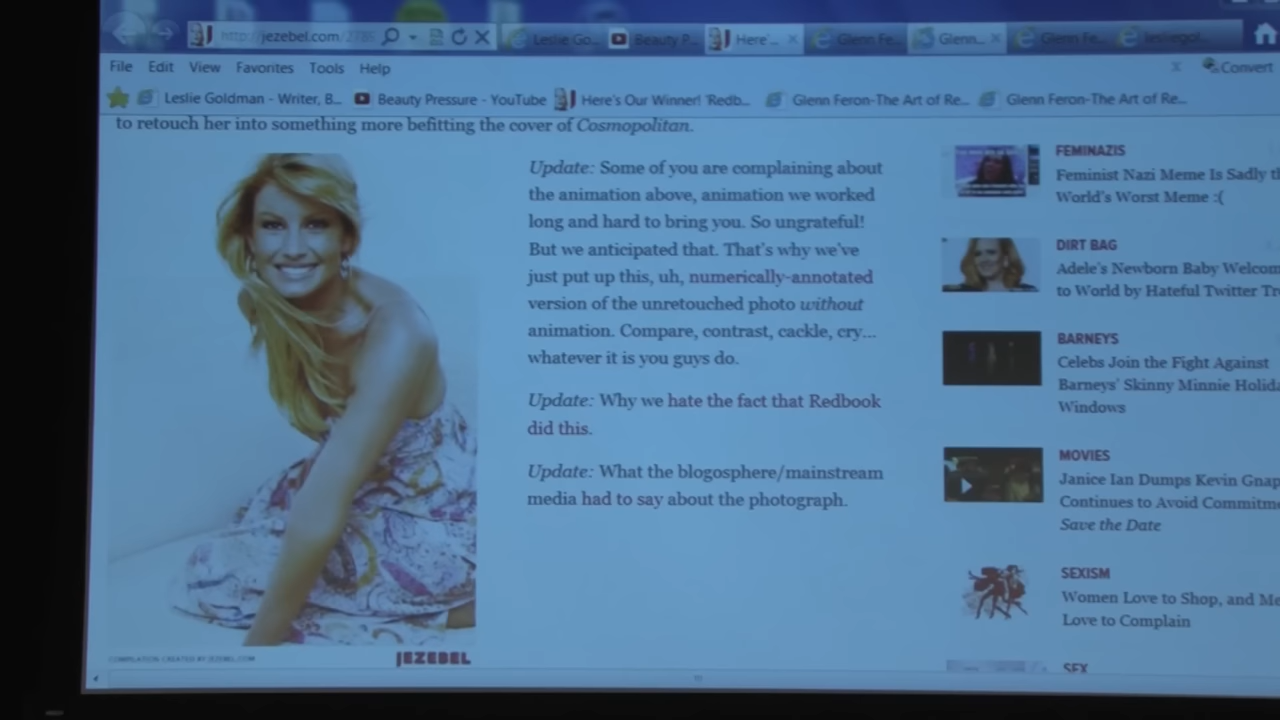 http://jezebel.com/
Leslie Go...
Beauty P...
Here'...
Glenn Fe...
Glenn...
Glenn Fe...
File Edit View Favorites Tools Help
Convert
Leslie Goldman - Writer, B...
Beauty Pressure - YouTube
Here's Our Winner! 'Redb...
Glenn Feron-The Art of Re...
Glenn Feron-The Art of Re...
to retouch her into something more befitting the cover of Cosmopolitan.
Update: Some of you are complaining about
the animation above, animation we worked
long and hard to bring you. So ungrateful!
But we anticipated that. That's why we've
just put up this, uh, numerically-annotated
version of the unretouched photo without
animation. Compare, contrast, cackle, cry...
whatever it is you guys do.
Update: Why we hate the fact that Redbook
did this.
Update: What the blogosphere/mainstream
media had to say about the photograph.
COMPILATION CREATED BY JEZEBEL.COM
JEZEBEL
FEMINAZIS
Feminist Nazi Meme Is Sadly th
World's Worst Meme :(
DIRT BAG
Adele's Newborn Baby Welcom
to World by Hateful Twitter Tr
BARNEYS
Celebs Join the Fight Against
Barneys' Skinny Minnie Holida
Windows
MOVIES
Janice Ian Dumps Kevin Gnap
Continues to Avoid Commitme
Save the Date
SEXISM
Women Love to Shop, and Me
Love to Complain
SEX